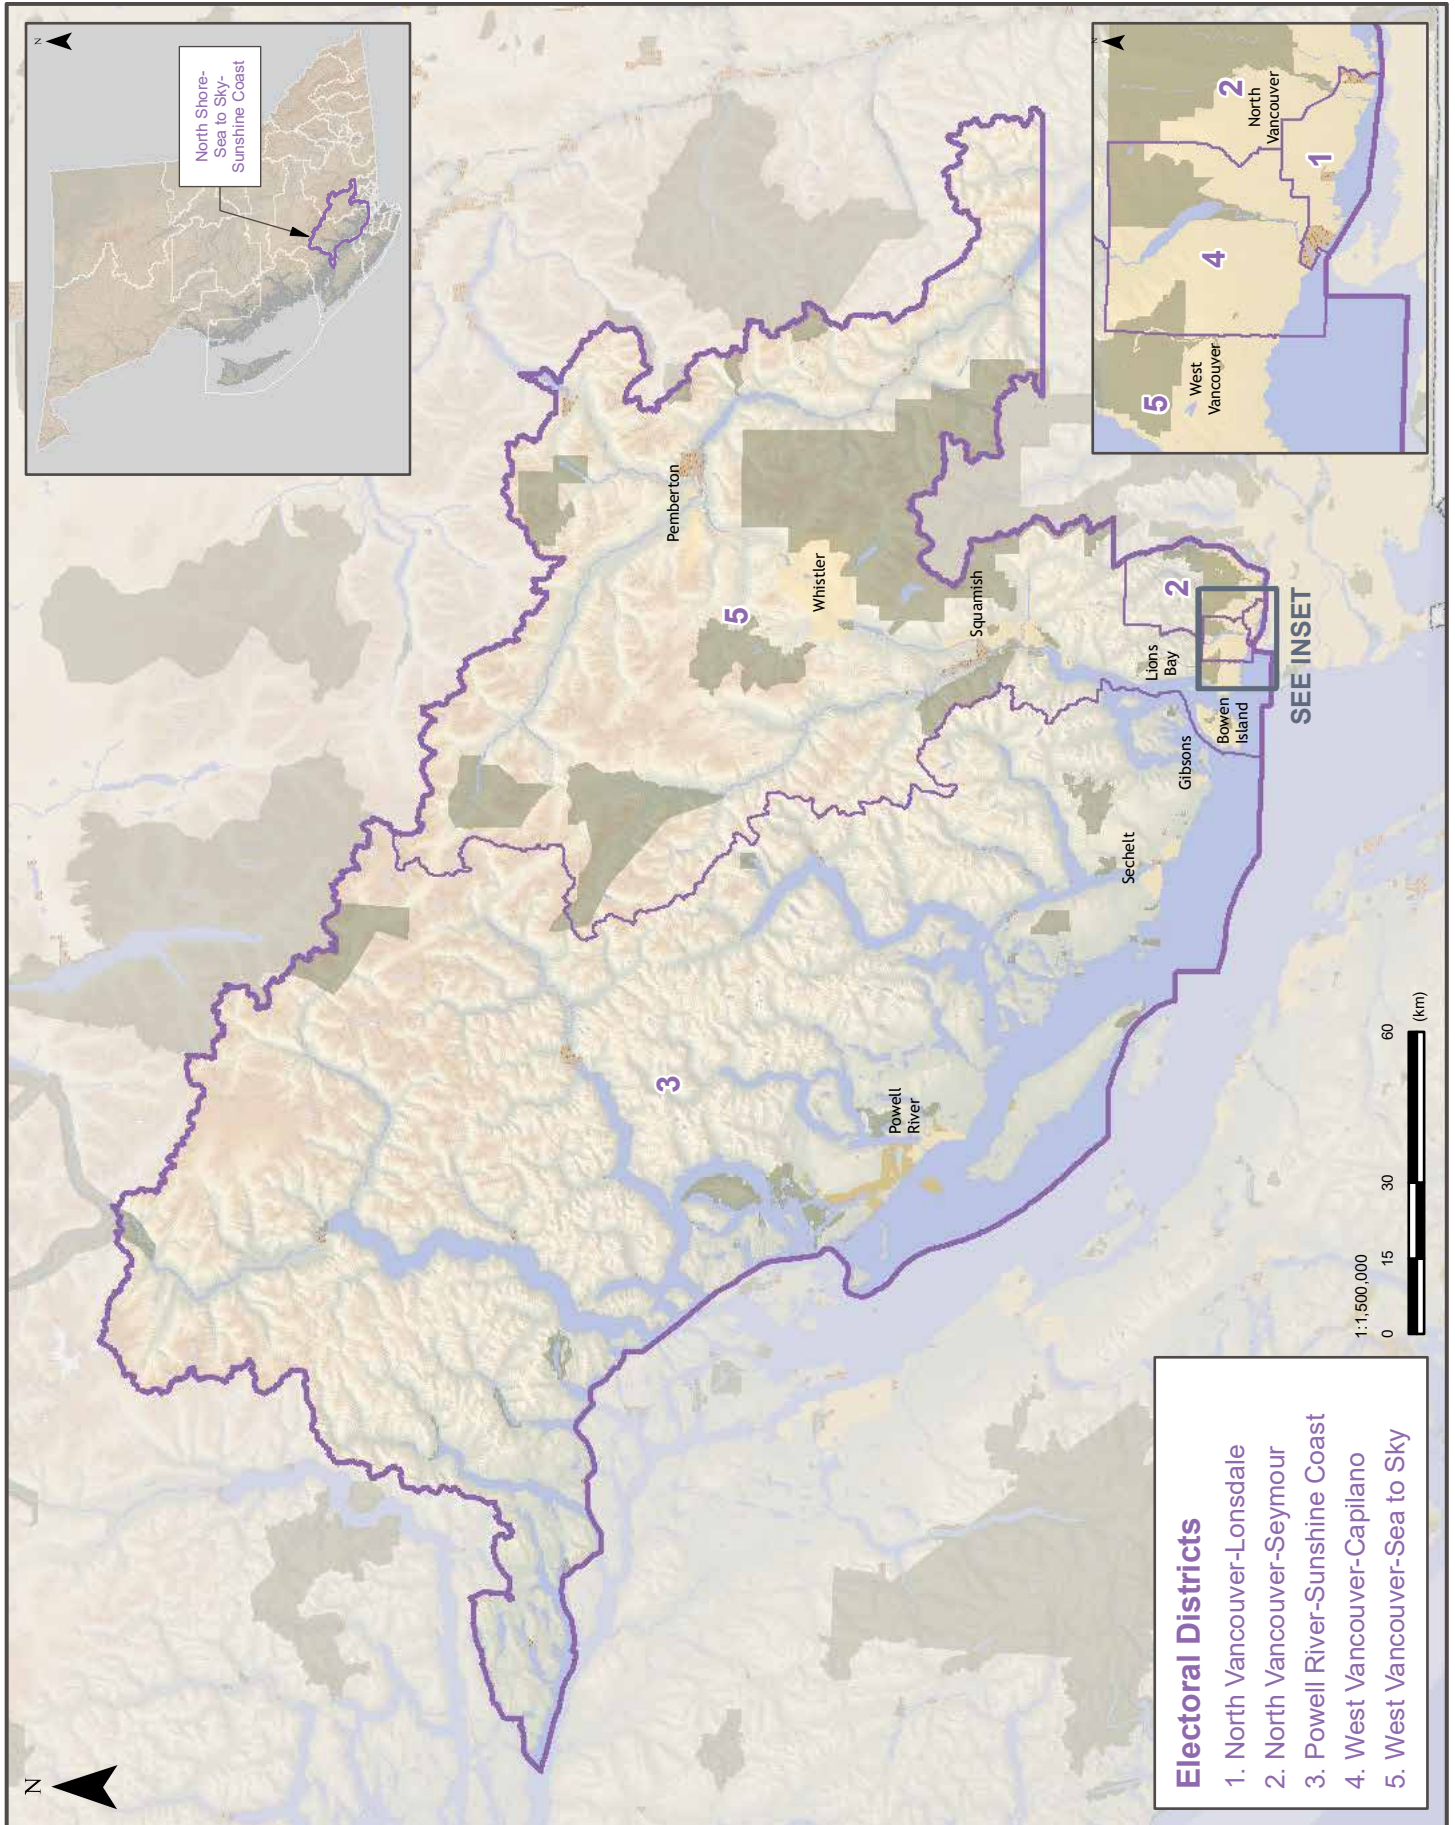 N
N
North Shore-
Sea to Sky-
Sunshine Coast
3
5
2
Pemberton
Whistler
Squamish
Lions
Bay
Bowen
Island
Gibsons
Sechelt
Powell
River
SEE INSET
N
5
4
2
1
West
Vancouver
North
Vancouver
1:1,500,000
0 15 30 60
(km)
Electoral Districts
1. North Vancouver-Lonsdale
2. North Vancouver-Seymour
3. Powell River-Sunshine Coast
4. West Vancouver-Capilano
5. West Vancouver-Sea to Sky